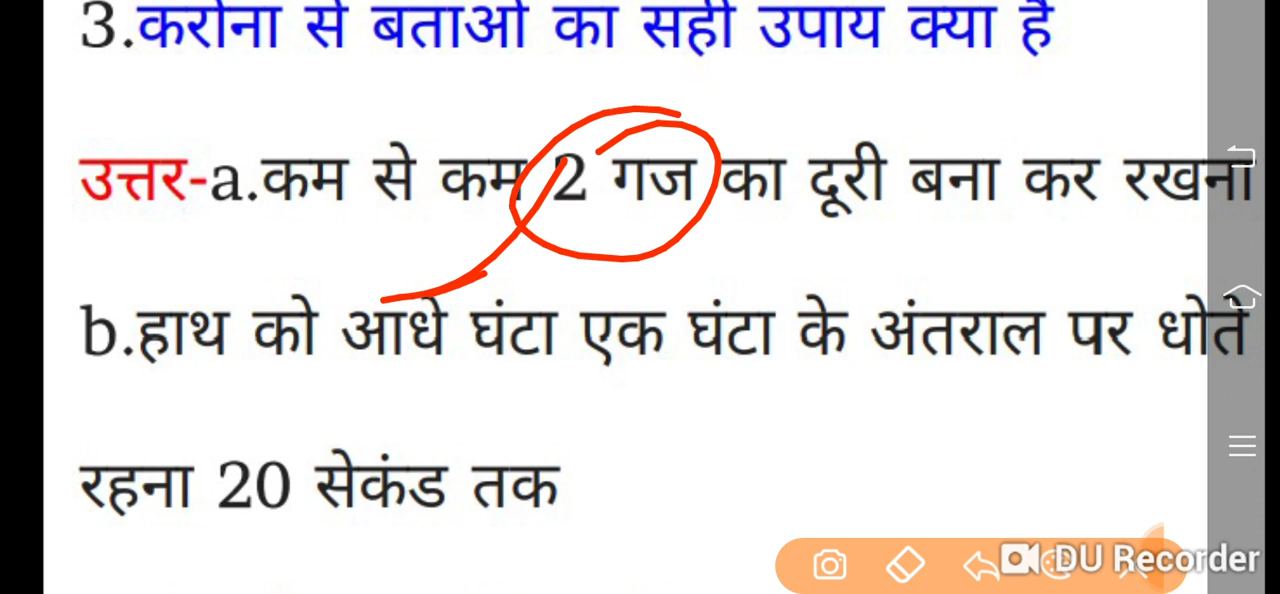 3.करोना से बताओ का सही उपाय क्या है
उत्तर-a.कम से कम 2 गज का दूरी बना कर रखना
b.हाथ को आधे घंटा एक घंटा के अंतराल पर धोते
रहना 20 सेकंड तक
DU Recorder